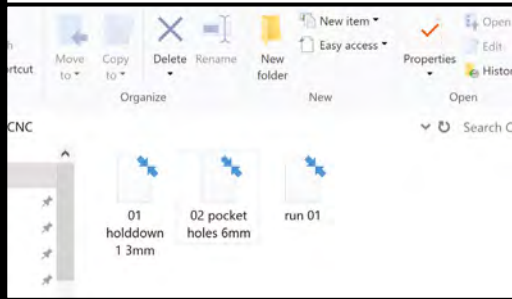 New item
Open
Easy access
Edit
rtcut
Move to
Copy to
Delete
Rename
New folder
Properties
Histor
Organize
New
Open
CNC
Search C
01 holddown 1 3mm
02 pocket holes 6mm
run 01